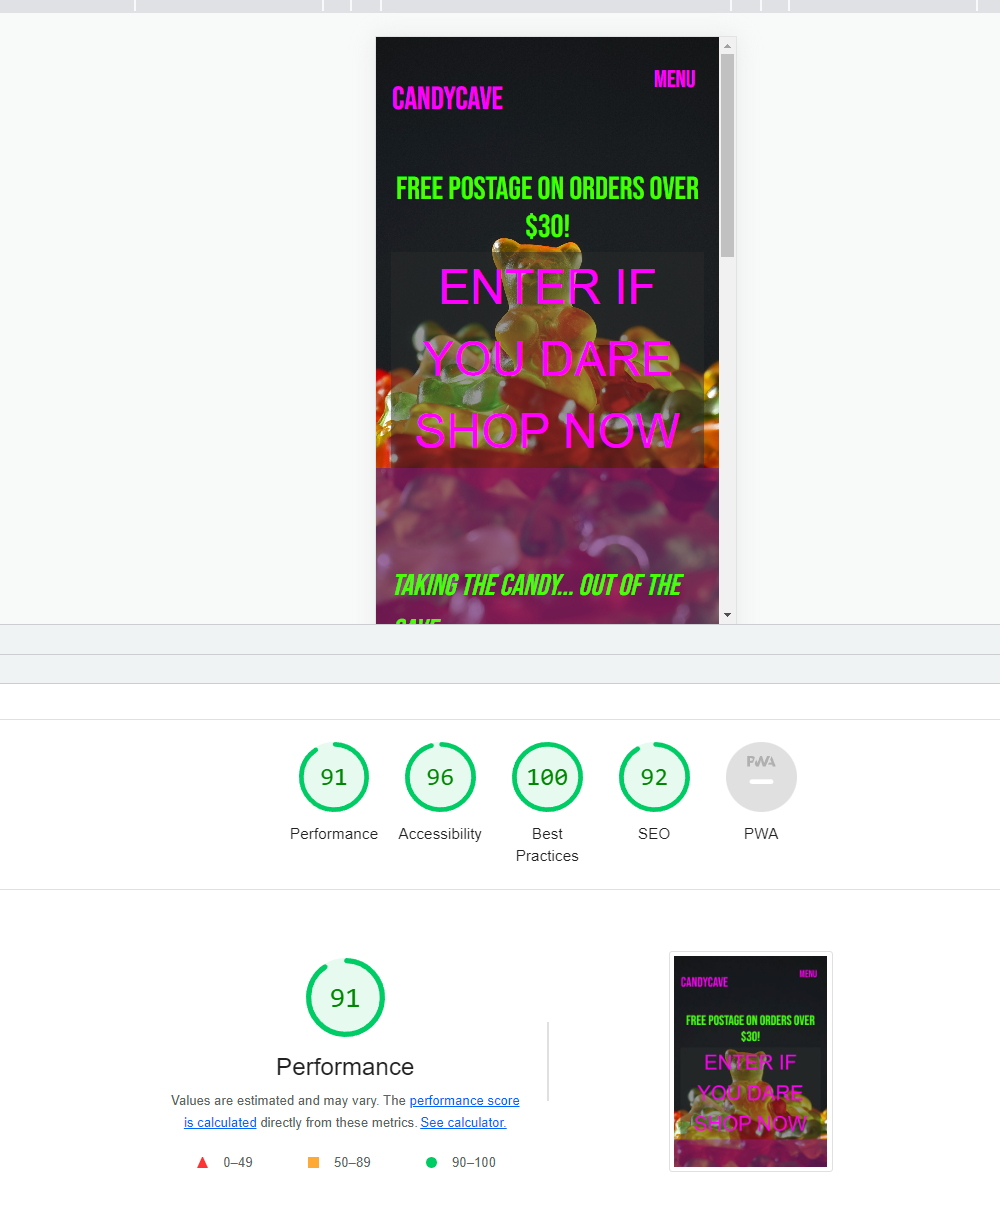 MENU
CANDYCAVE
FREE POSTAGE ON ORDERS OVER
$30!
ENTER IF
YOU DARE
SHOP NOW
TAKING THE CANDY... OUT OF THE
CAVE
91
96
100
92
PWA
Performance
Accessibility
Best
Practices
SEO
PWA
91
Performance
Values are estimated and may vary. The performance score
is calculated directly from these metrics. See calculator.
0–49
50–89
90–100
CANDYCAVE
MENU
FREE POSTAGE ON ORDERS OVER
$30!
ENTER IF
YOU DARE
SHOP NOW